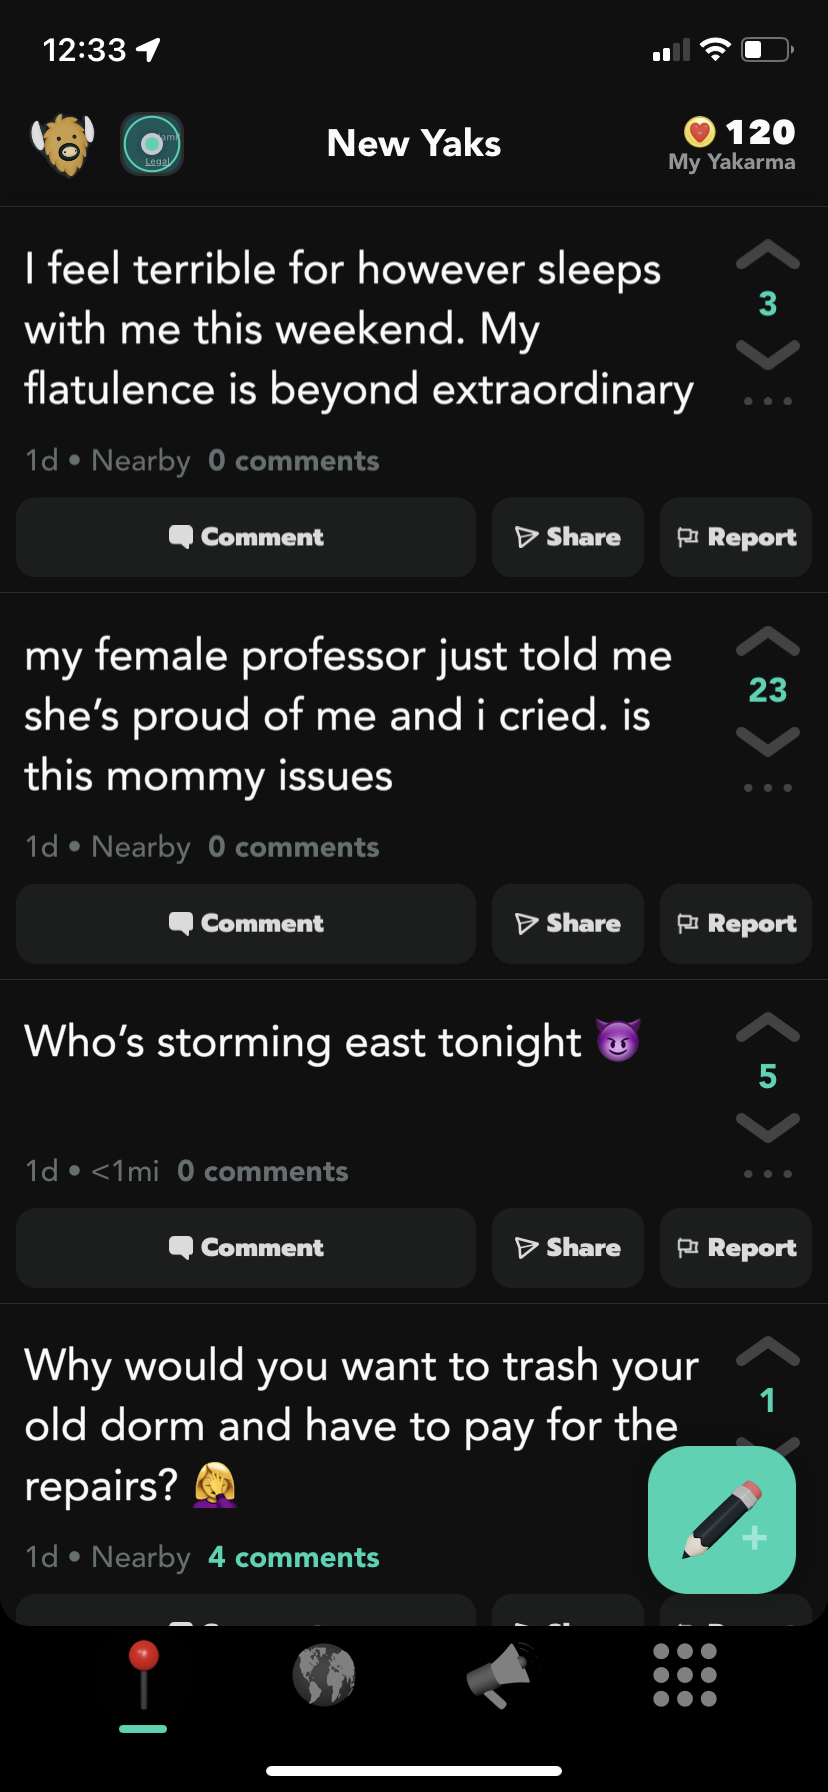 12:33
Legal
New Yaks
120
My Yakarma
I feel terrible for however sleeps
with me this weekend. My
flatulence is beyond extraordinary
3
1d • Nearby 0 comments
Comment
Share
Report
my female professor just told me
she’s proud of me and i cried. is
this mommy issues
23
1d • Nearby 0 comments
Comment
Share
Report
Who’s storming east tonight 😈
5
1d • <1mi 0 comments
Comment
Share
Report
Why would you want to trash your
old dorm and have to pay for the
repairs? 🤦‍♀️
1
1d • Nearby 4 comments